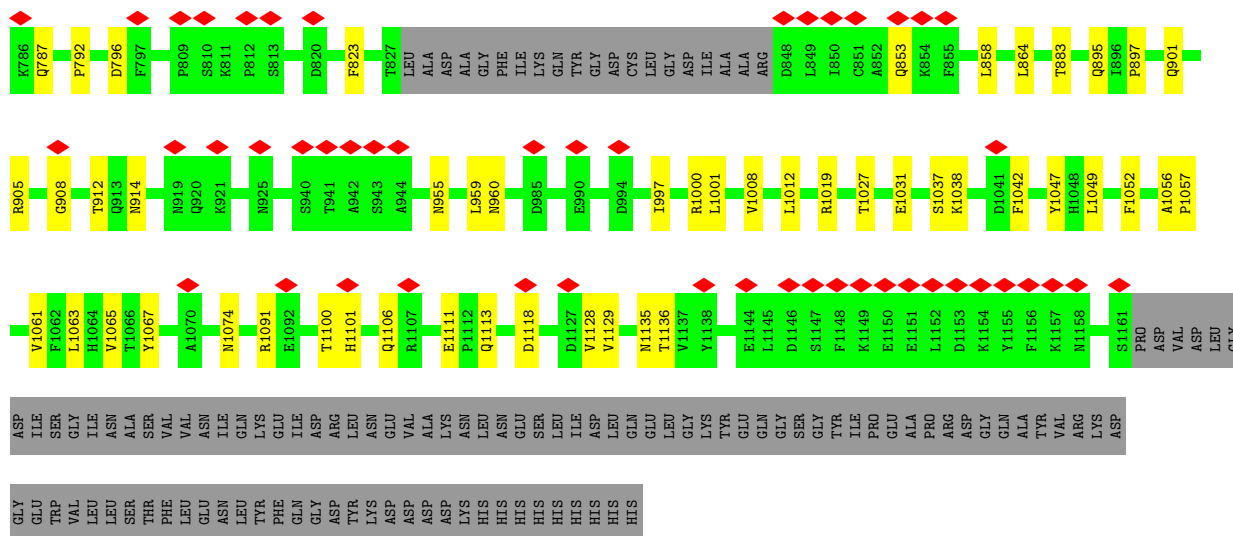 K786 Q787 P792 D796 F797 P809 S810 K811 P812 S813 D820 F823 T827 LEU ALA ASP ALA GLY PHE ILE LYS GLN TYR GLY ASP CYS LEU GLY ASP ILE ALA ALA ARG D848 L849 I850 C851 A852 Q853 K854 F855 L858 L864 T883 Q895 I896 P897 Q901
R905 G908 T912 Q913 N914 N919 Q920 K921 N925 S940 T941 A942 S943 A944 N955 L959 N960 D985 E990 D994 I997 R1000 L1001 V1008 L1012 R1019 T1027 E1031 S1037 K1038 D1041 F1042 Y1047 H1048 L1049 F1052 A1056 P1057
V1061 F1062 L1063 H1064 V1065 T1066 Y1067 A1070 N1074 R1091 E1092 T1100 H1101 Q1106 R1107 E1111 P1112 Q1113 D1118 D1127 V1128 V1129 N1135 T1136 V1137 Y1138 E1144 L1145 D1146 S1147 F1148 K1149 E1150 E1151 L1152 D1153 K1154 Y1155 F1156 K1157 N1158 S1161 PRO ASP VAL ASP LEU GLY
ASP ILE SER GLY ILE ASN ALA SER VAL VAL ASN ILE GLN LYS GLU ILE ASP ARG LEU ASN GLU VAL ALA LYS ASN LEU ASN GLU SER LEU ILE ASP LEU GLN GLU LEU GLY LYS TYR GLU GLN GLY SER GLY TYR ILE PRO GLU ALA PRO ARG ASP GLY GLN ALA TYR VAL ARG LYS ASP
GLY GLU TRP VAL LEU LEU SER THR PHE LEU GLU ASN LEU TYR PHE GLN GLY ASP TYR LYS ASP ASP ASP ASP LYS HIS HIS HIS HIS HIS HIS HIS HIS HIS